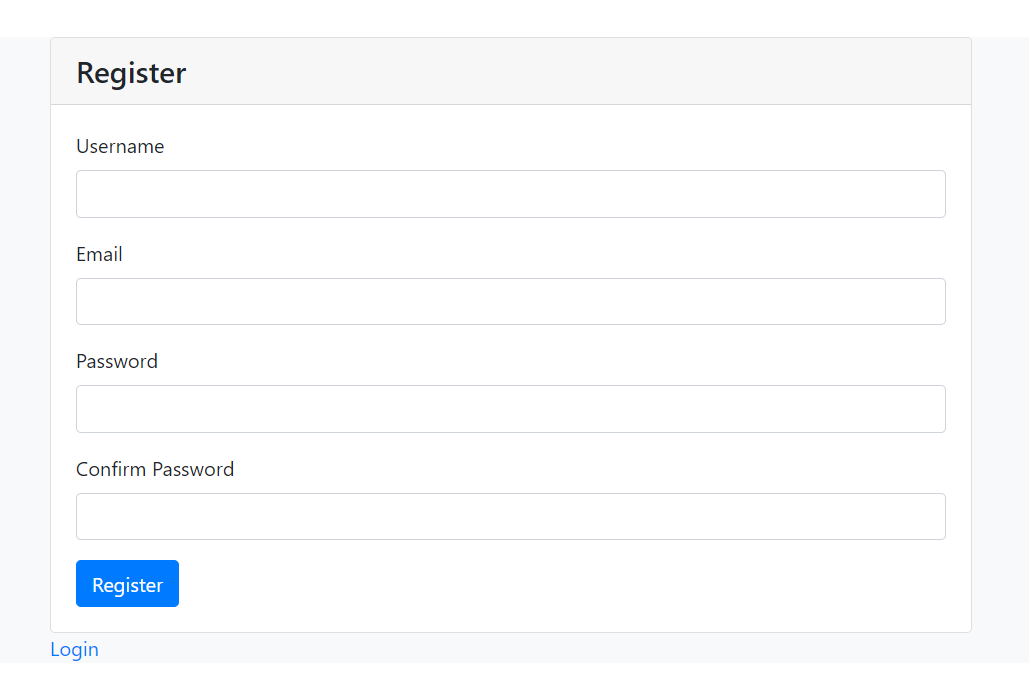 Register
Username
Email
Password
Confirm Password
Register
Login